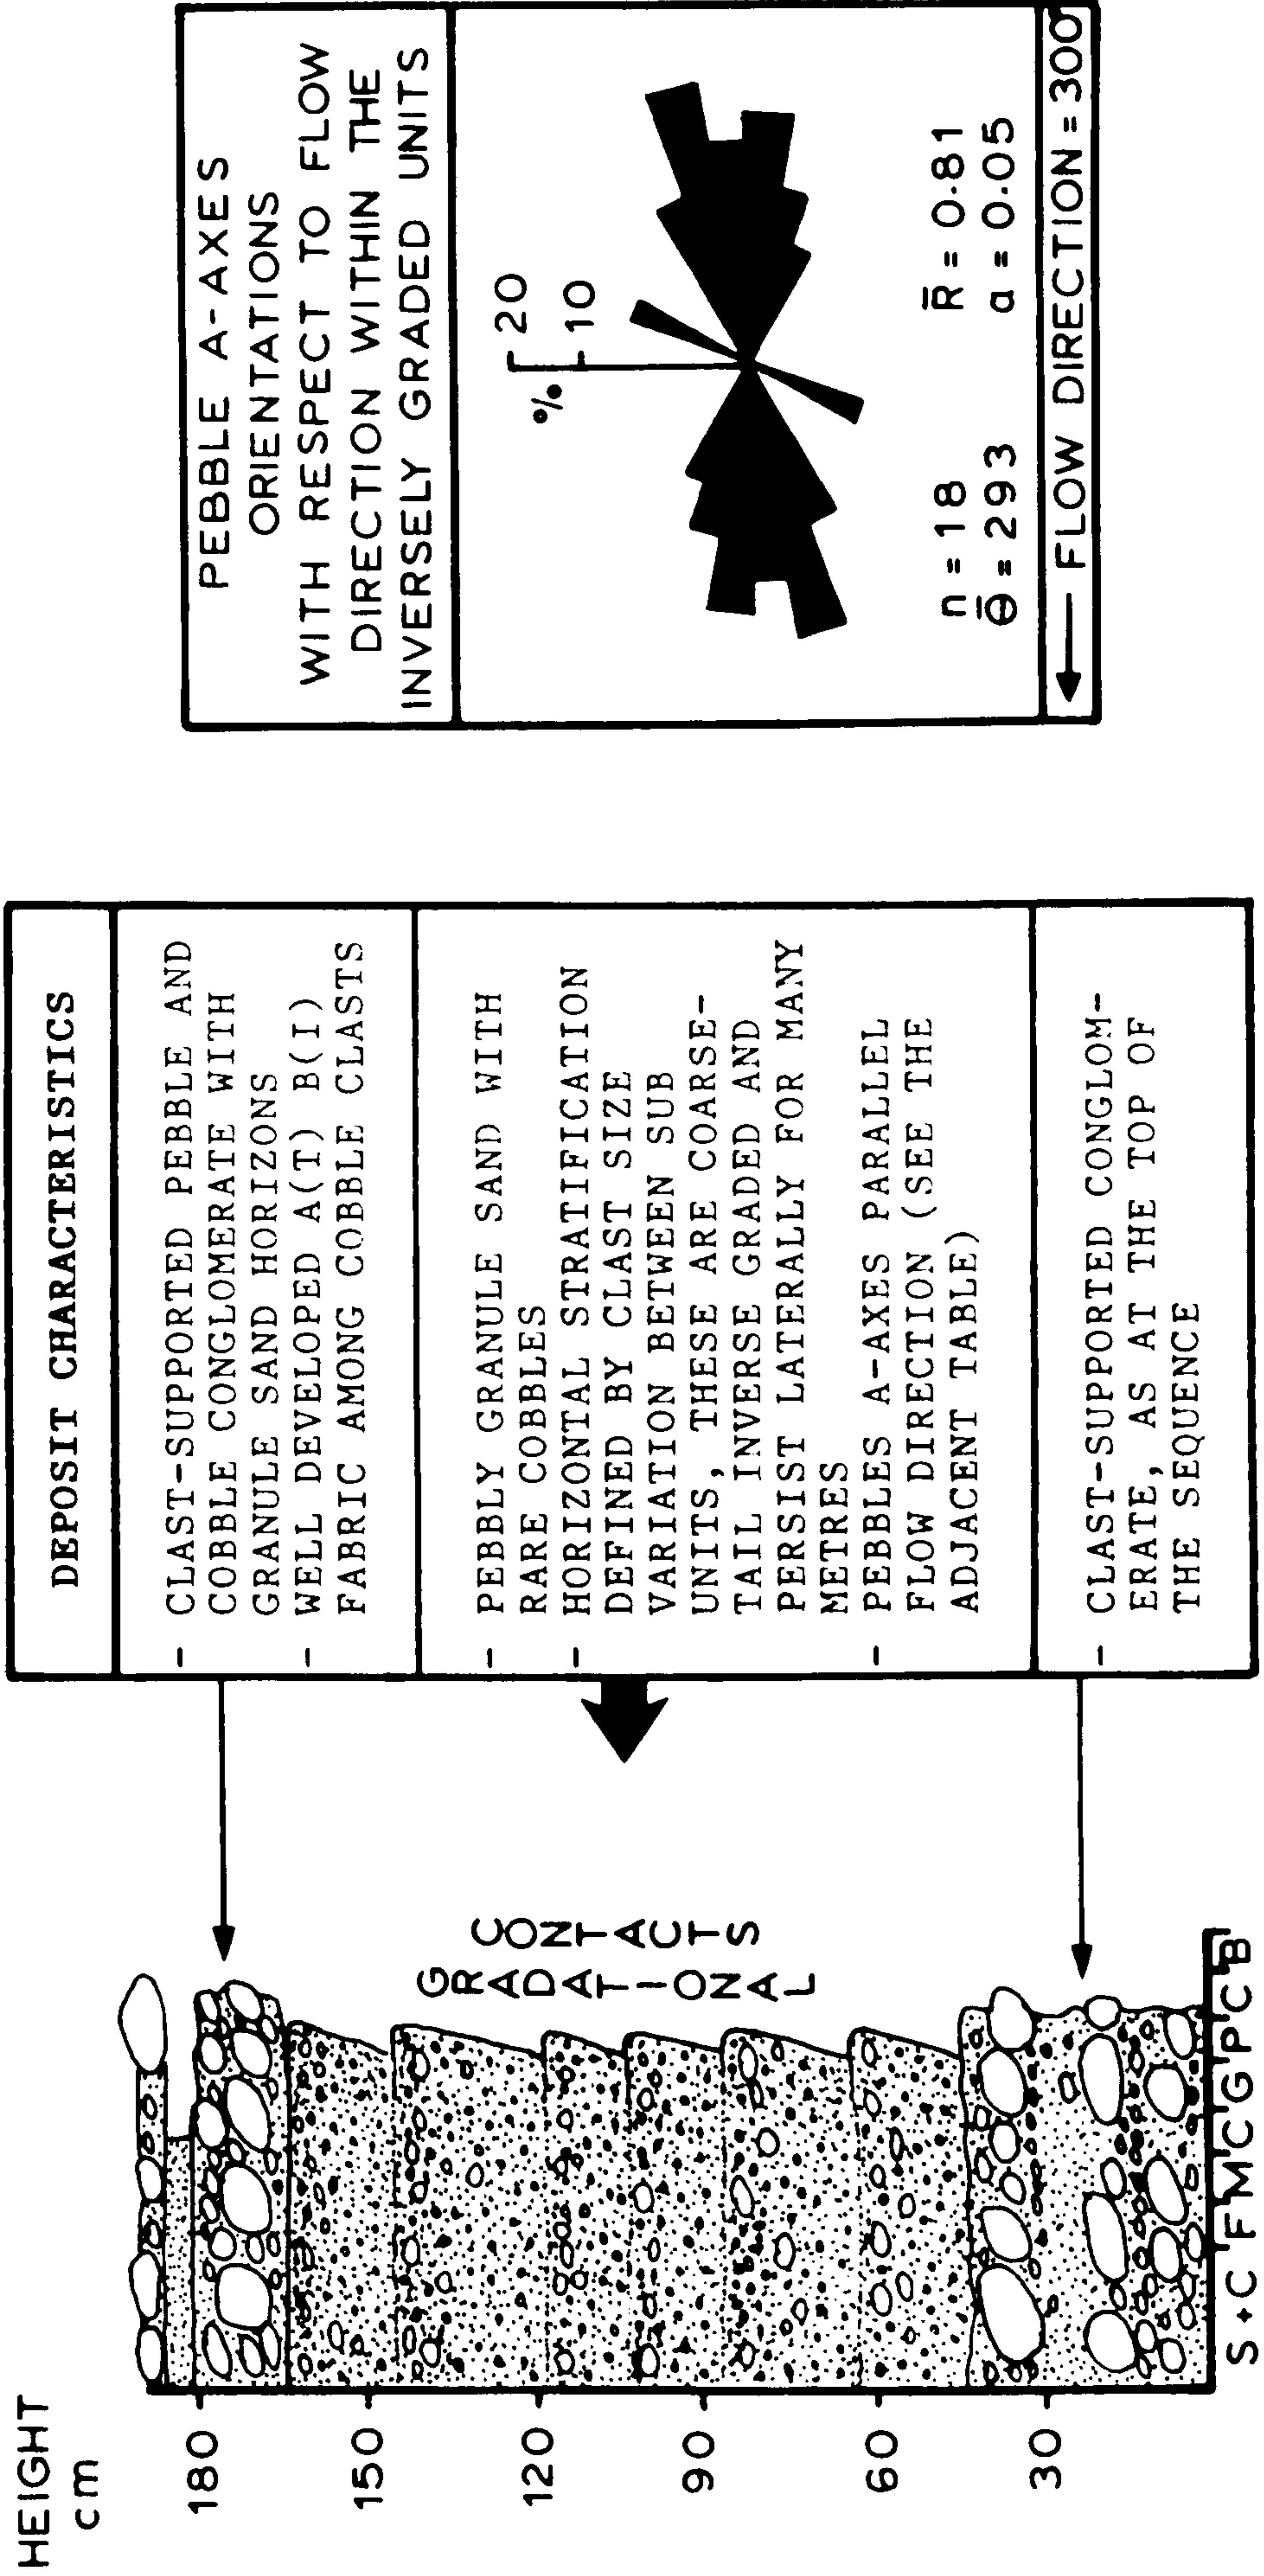 HEIGHT
cm
180
150
120
90
60
30
S+C F M C G P C B
CONTACTS
GRADATIONAL
DEPOSIT CHARACTERISTICS
- CLAST-SUPPORTED PEBBLE AND
COBBLE CONGLOMERATE WITH
GRANULE SAND HORIZONS
- WELL DEVELOPED A(T) B(I)
FABRIC AMONG COBBLE CLASTS
- PEBBLY GRANULE SAND WITH
RARE COBBLES
- HORIZONTAL STRATIFICATION
DEFINED BY CLAST SIZE
VARIATION BETWEEN SUB
UNITS, THESE ARE COARSE-
TAIL INVERSE GRADED AND
PERSIST LATERALLY FOR MANY
METRES
- PEBBLES A-AXES PARALLEL
FLOW DIRECTION (SEE THE
ADJACENT TABLE)
- CLAST-SUPPORTED CONGLOM-
ERATE, AS AT THE TOP OF
THE SEQUENCE
PEBBLE A-AXES
ORIENTATIONS
WITH RESPECT TO FLOW
DIRECTION WITHIN THE
INVERSELY GRADED UNITS
20
% 10
n = 18 R̄ = 0.81
Θ̄ = 293 α = 0.05
FLOW DIRECTION = 300